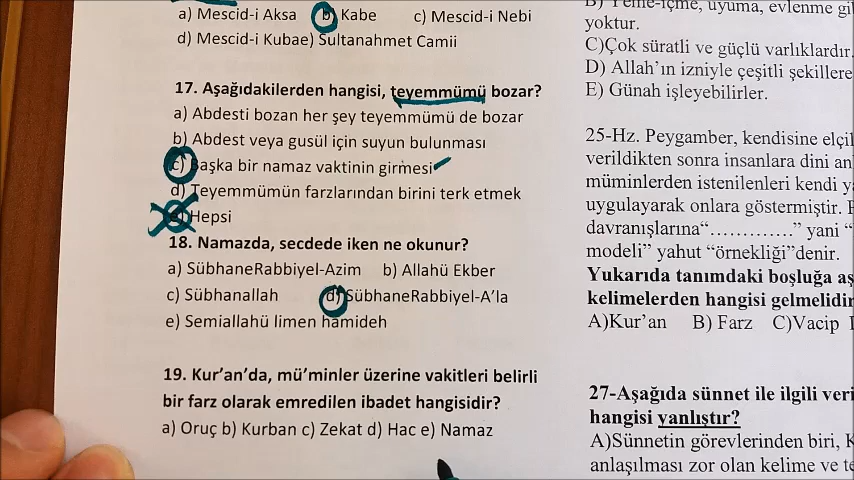 a) Mescid-i Aksa b) Kabe c) Mescid-i Nebi
d) Mescid-i Kubae) Sultanahmet Camii
17. Aşağıdakilerden hangisi, teyemmümü bozar?
a) Abdesti bozan her şey teyemmümü de bozar
b) Abdest veya gusül için suyun bulunması
c) Başka bir namaz vaktinin girmesi
d) Teyemmümün farzlarından birini terk etmek
e) Hepsi
18. Namazda, secdede iken ne okunur?
a) SübhaneRabbiyel-Azim b) Allahü Ekber
c) Sübhanallah d) SübhaneRabbiyel-A’la
e) Semiallahü limen hamideh
19. Kur’an’da, mü’minler üzerine vakitleri belirli
bir farz olarak emredilen ibadet hangisidir?
a) Oruç b) Kurban c) Zekat d) Hac e) Namaz
B) Yeme-içme, uyuma, evlenme gi
yoktur.
C)Çok süratli ve güçlü varlıklardır.
D) Allah’ın izniyle çeşitli şekillere
E) Günah işleyebilirler.
25-Hz. Peygamber, kendisine elçil
verildikten sonra insanlara dini an
müminlerden istenilenleri kendi y
uygulayarak onlara göstermiştir.
davranışlarına“………….” yani “
modeli” yahut “örnekliği”denir.
Yukarıda tanımdaki boşluğa aş
kelimelerden hangisi gelmelidir
A)Kur’an B) Farz C)Vacip
27-Aşağıda sünnet ile ilgili veri
hangisi yanlıştır?
A)Sünnetin görevlerinden biri, K
anlaşılması zor olan kelime ve te